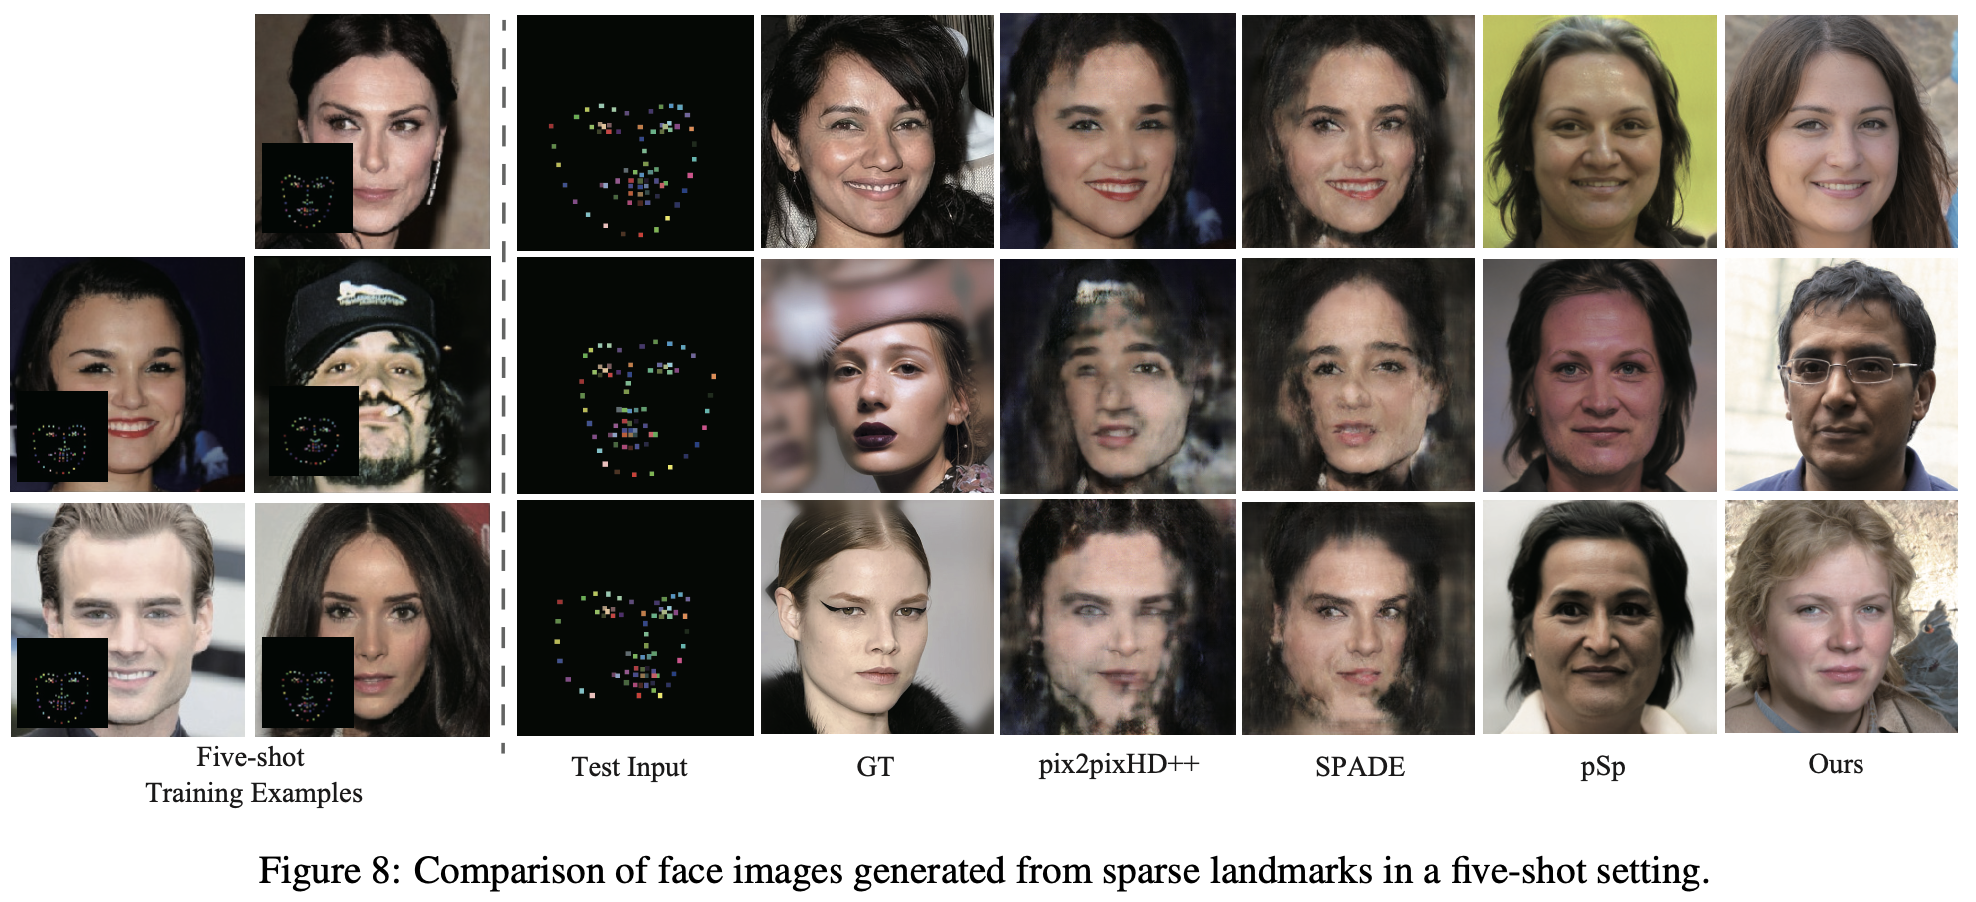 Five-shot
Training Examples
Test Input
GT
pix2pixHD++
SPADE
pSp
Ours
Figure 8: Comparison of face images generated from sparse landmarks in a five-shot setting.